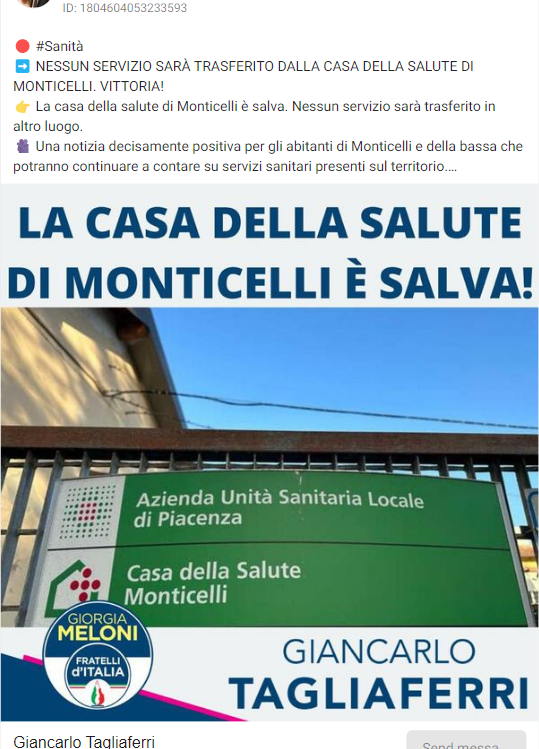 ID: 1804604053233593
🔴 #Sanità
➡️ NESSUN SERVIZIO SARÀ TRASFERITO DALLA CASA DELLA SALUTE DI
MONTICELLI. VITTORIA!
👉 La casa della salute di Monticelli è salva. Nessun servizio sarà trasferito in
altro luogo.
Una notizia decisamente positiva per gli abitanti di Monticelli e della bassa che
potranno continuare a contare su servizi sanitari presenti sul territorio....
LA CASA DELLA SALUTE
DI MONTICELLI È SALVA!
Azienda Unità Sanitaria Locale
di Piacenza
Casa della Salute
Monticelli
GIORGIA
MELONI
FRATELLI
d'ITALIA
GIANCARLO
TAGLIAFERRI
Giancarlo Tagliaferri
Send messa...